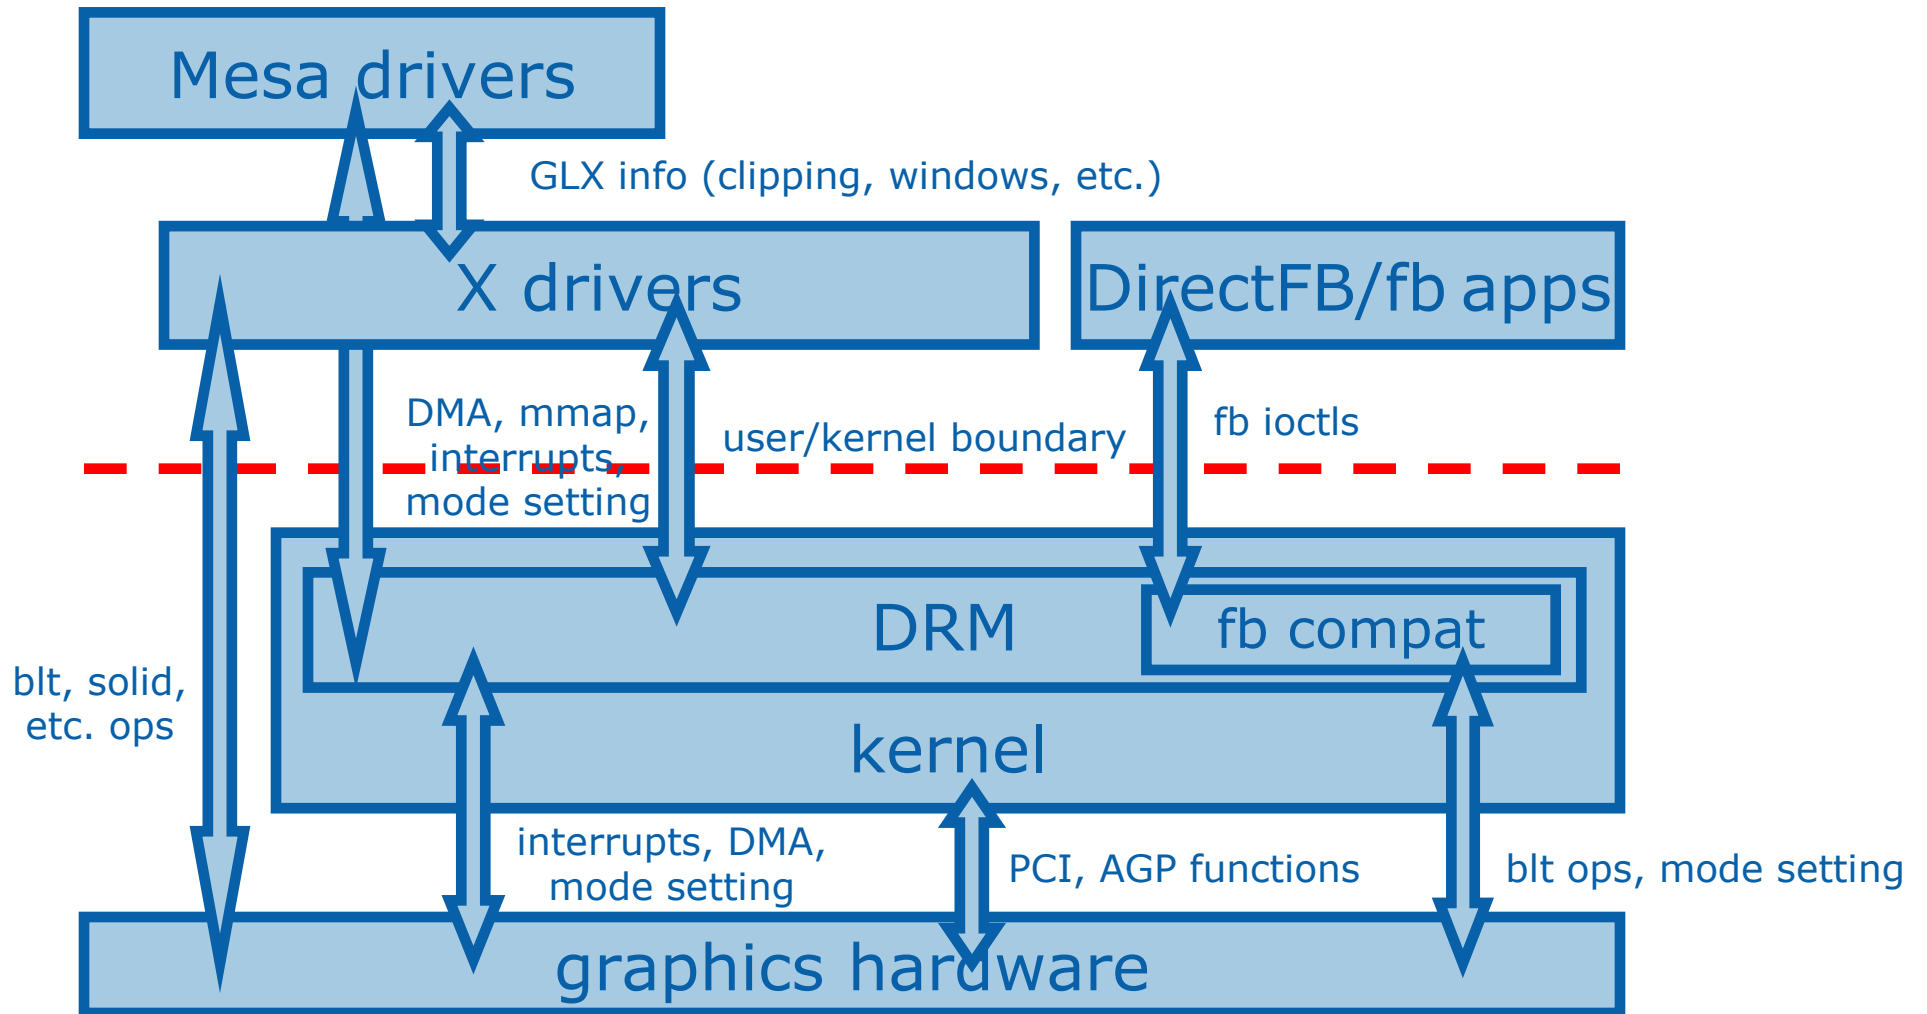 Mesa drivers
GLX info (clipping, windows, etc.)
X drivers
DirectFB/fb apps
DMA, mmap,
interrupts,
mode setting
user/kernel boundary
fb ioctls
DRM
fb compat
blt, solid,
etc. ops
kernel
interrupts, DMA,
mode setting
PCI, AGP functions
blt ops, mode setting
graphics hardware